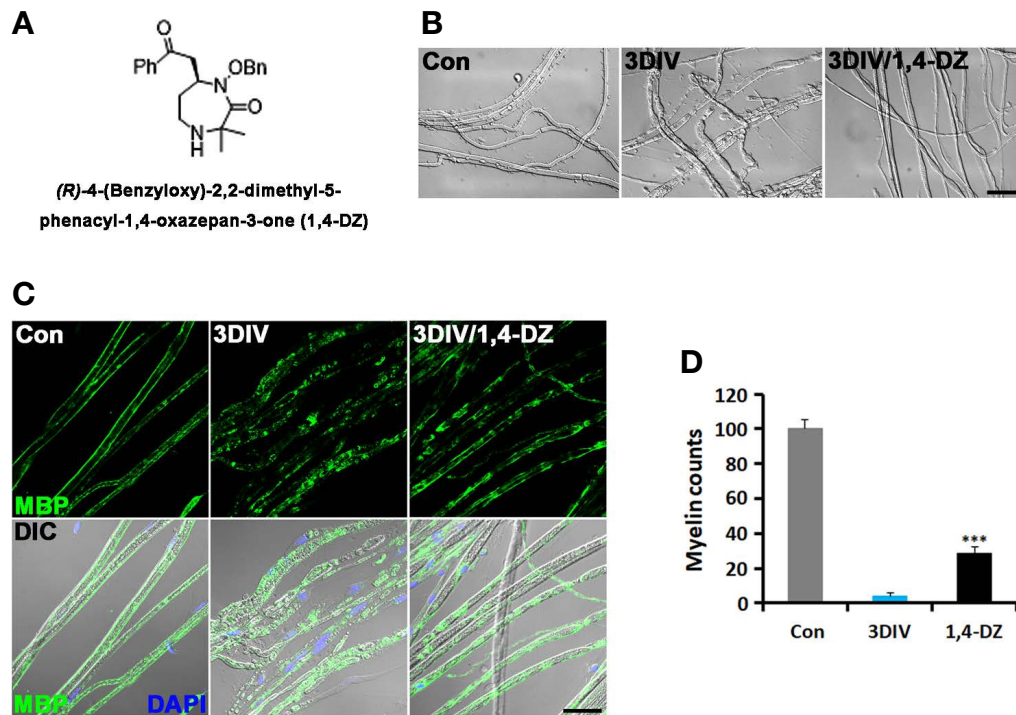 A
O
Ph
OBn
N
O
N
H
(R)-4-(Benzyloxy)-2,2-dimethyl-5-
phenacyl-1,4-oxazepan-3-one (1,4-DZ)
B
Con
3DIV
3DIV/1,4-DZ
C
Con
3DIV
3DIV/1,4-DZ
MBP
DIC
MBP
DAPI
D
Myelin counts
120
100
80
60
40
20
0
***
Con
3DIV
1,4-DZ